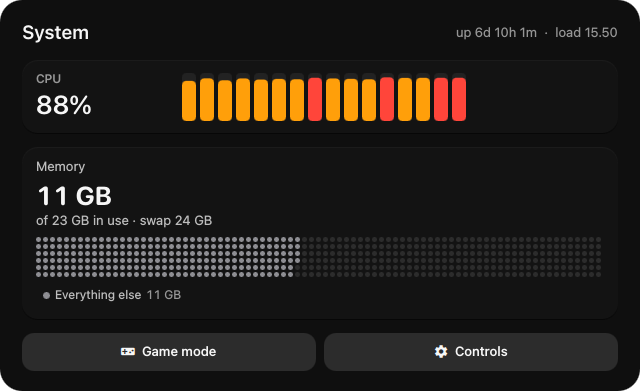 System
up 6d 10h 1m · load 15.50
CPU
88%
Memory
11 GB
of 23 GB in use · swap 24 GB
Everything else 11 GB
Game mode
Controls